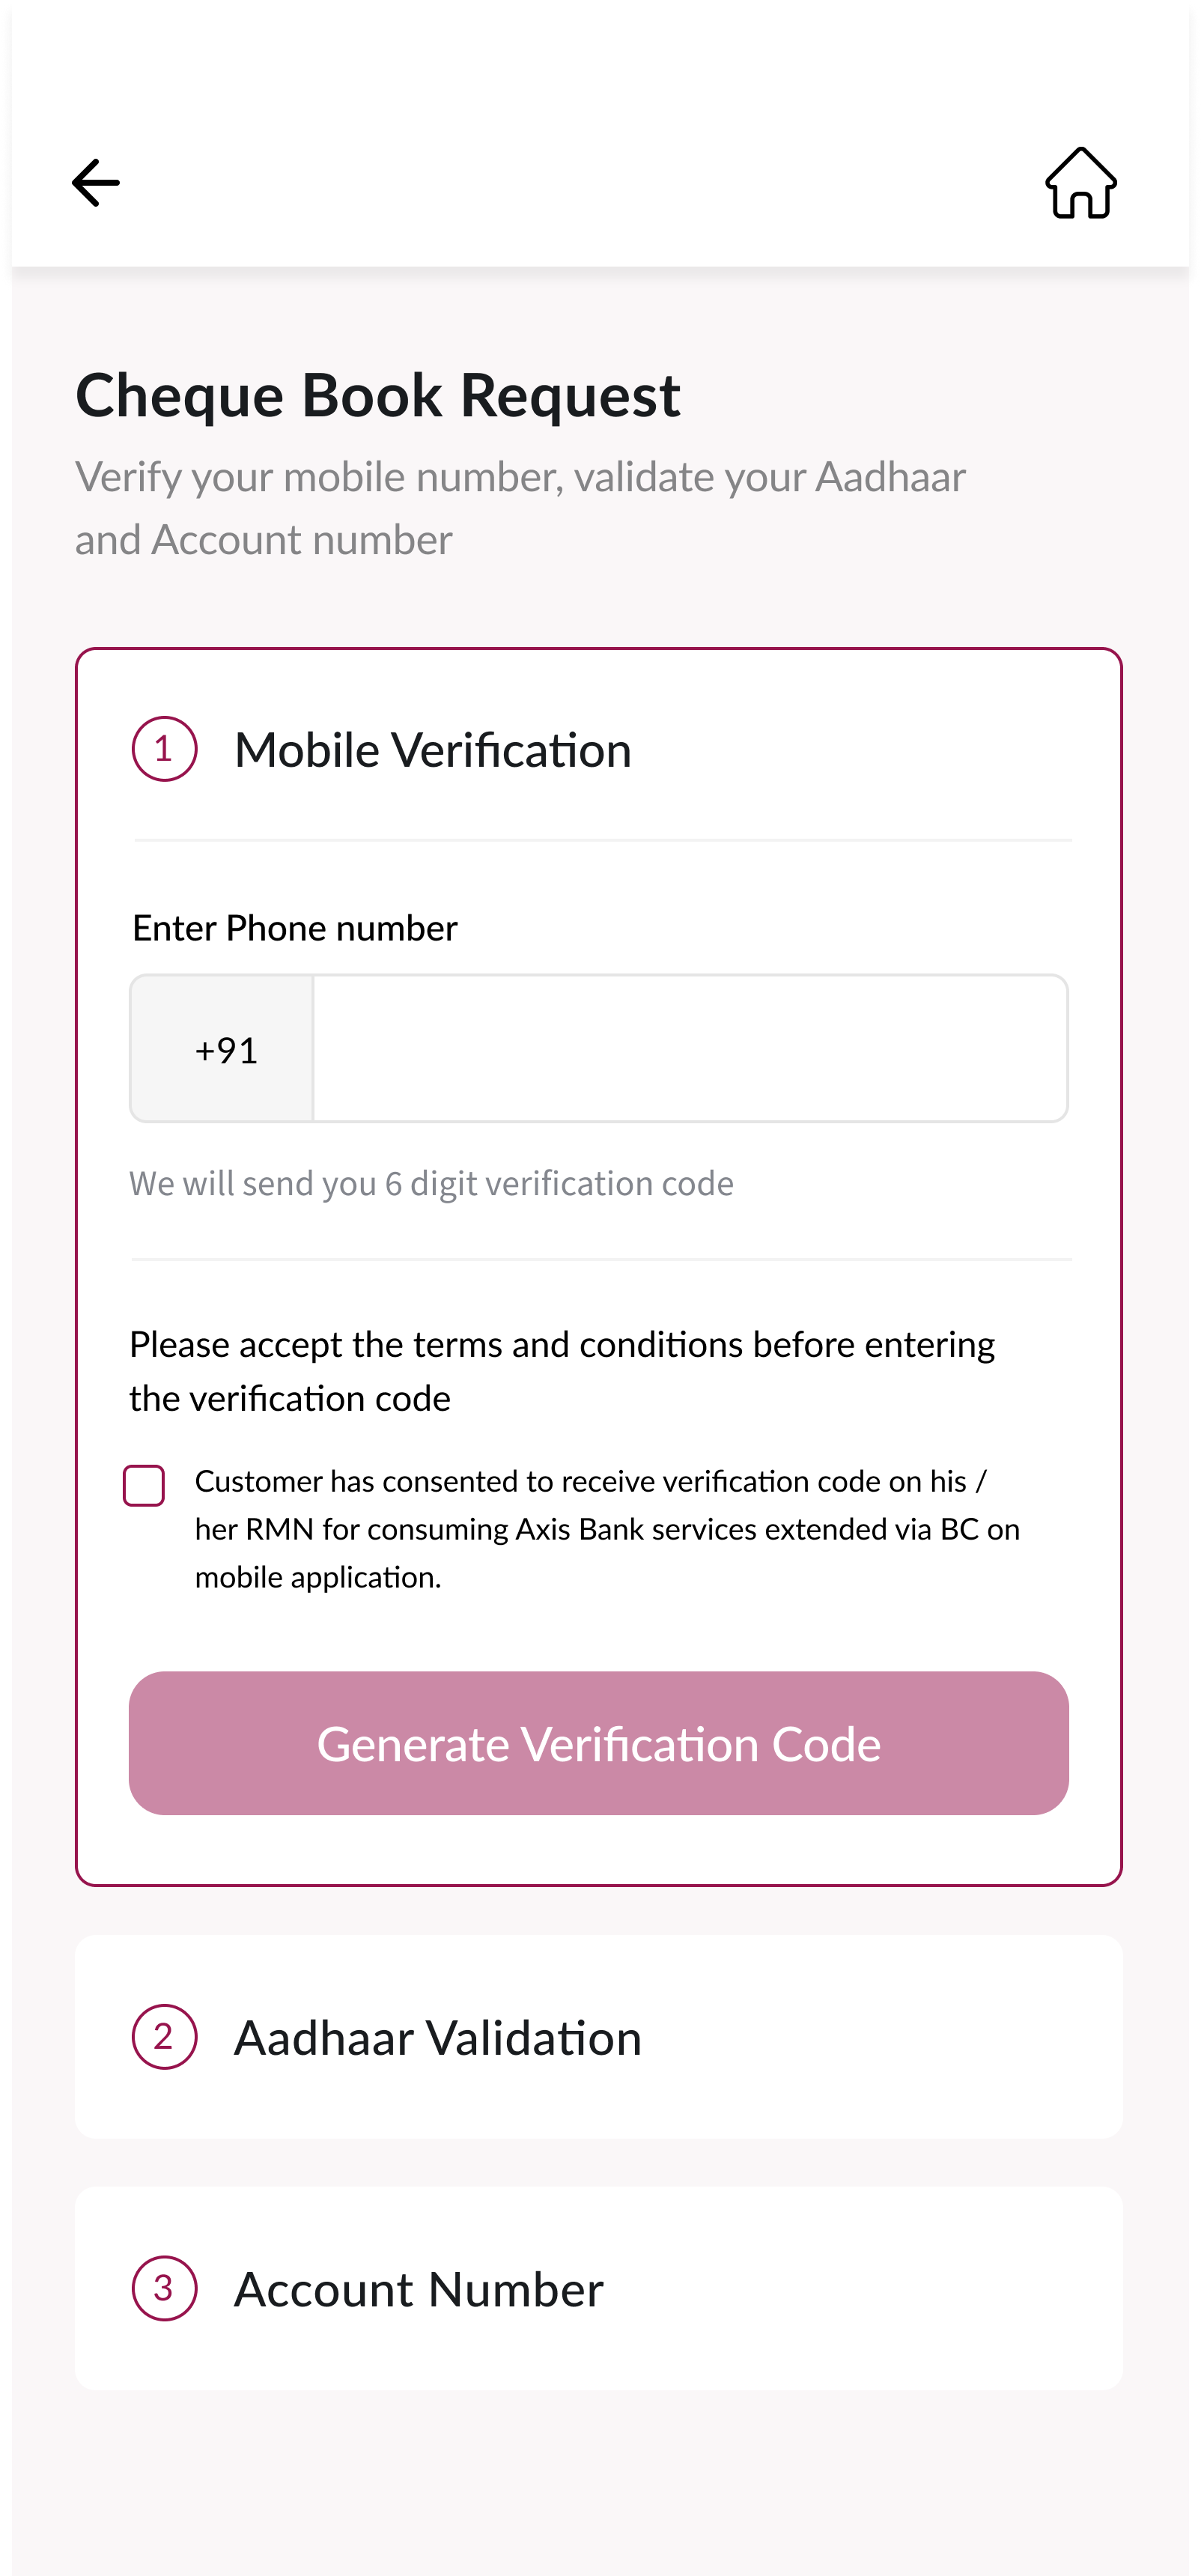 Cheque Book Request
Verify your mobile number, validate your Aadhaar
and Account number
1 Mobile Verification
Enter Phone number
+91
We will send you 6 digit verification code
Please accept the terms and conditions before entering
the verification code
Customer has consented to receive verification code on his /
her RMN for consuming Axis Bank services extended via BC on
mobile application.
Generate Verification Code
2 Aadhaar Validation
3 Account Number